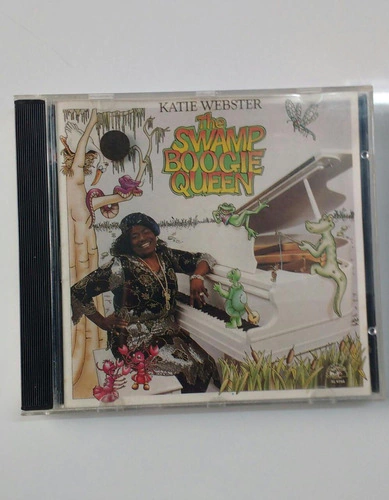 KATIE WEBSTER
The
SWAMP
BOOGIE
QUEEN